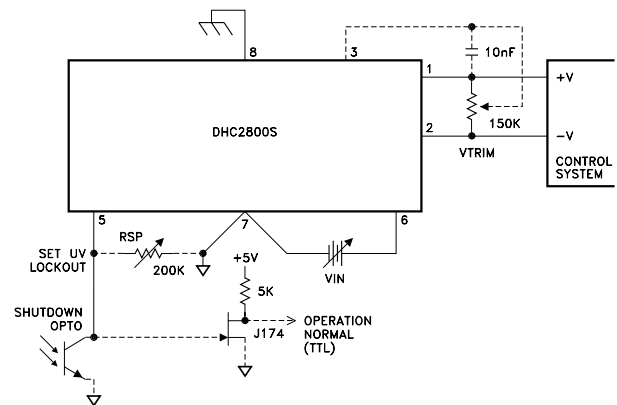 8
3
10nF
1
+V
DHC2800S
150K
2
-V
VTRIM
CONTROL
SYSTEM
5
7
6
RSP
SET UV
LOCKOUT
200K
+5V
VIN
5K
SHUTDOWN
OPTO
OPERATION
NORMAL
(TTL)
J174